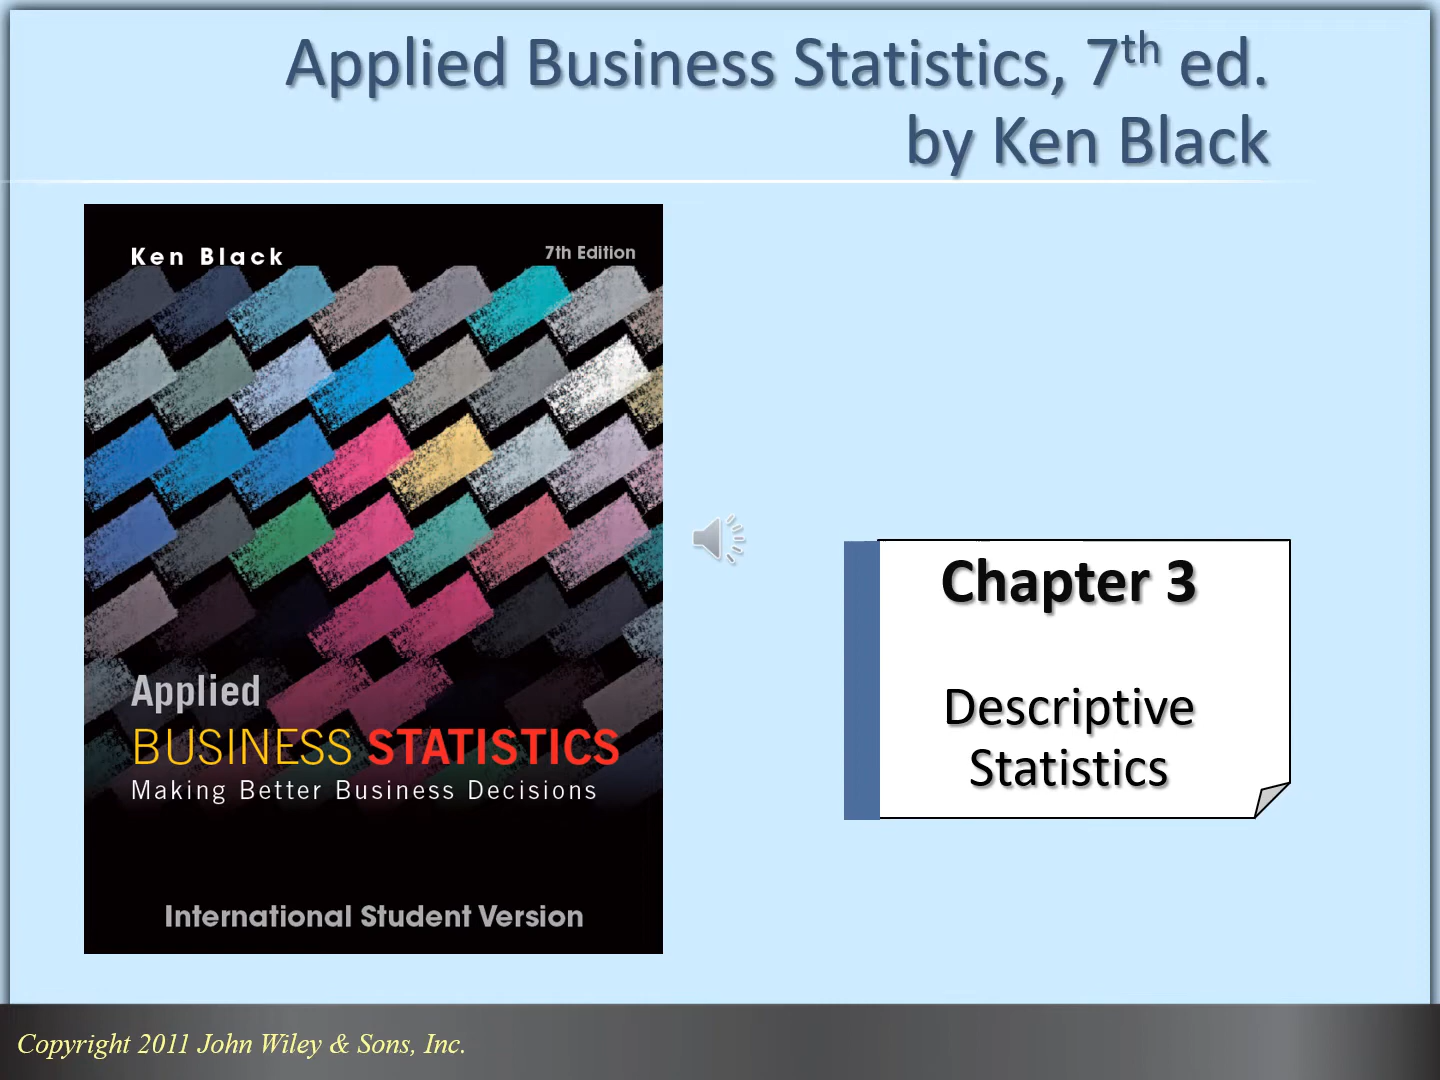 Applied Business Statistics, 7th ed.
by Ken Black
Ken Black
7th Edition
Applied
BUSINESS STATISTICS
Making Better Business Decisions
International Student Version
Chapter 3
Descriptive
Statistics
Copyright 2011 John Wiley & Sons, Inc.